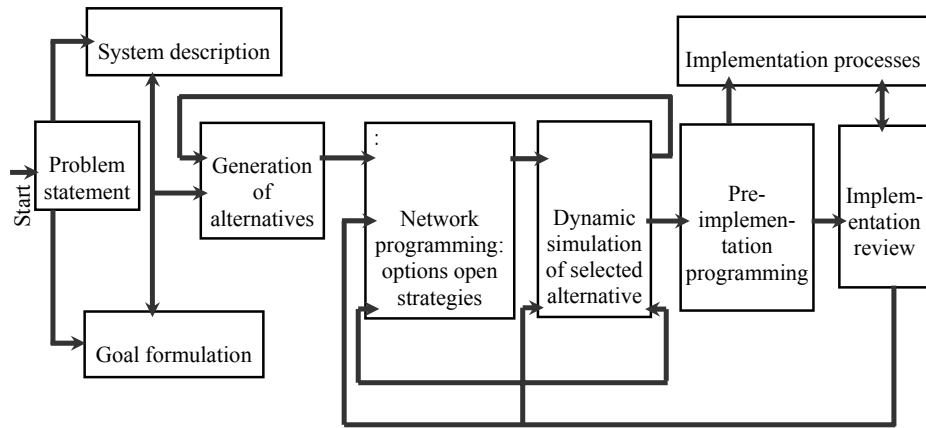 System description
Implementation processes
Start
Problem
statement
Generation
of
alternatives
:
Network
programming:
options open
strategies
Dynamic
simulation
of selected
alternative
Pre-
implemen-
tation
programming
Implem-
entation
review
Goal formulation